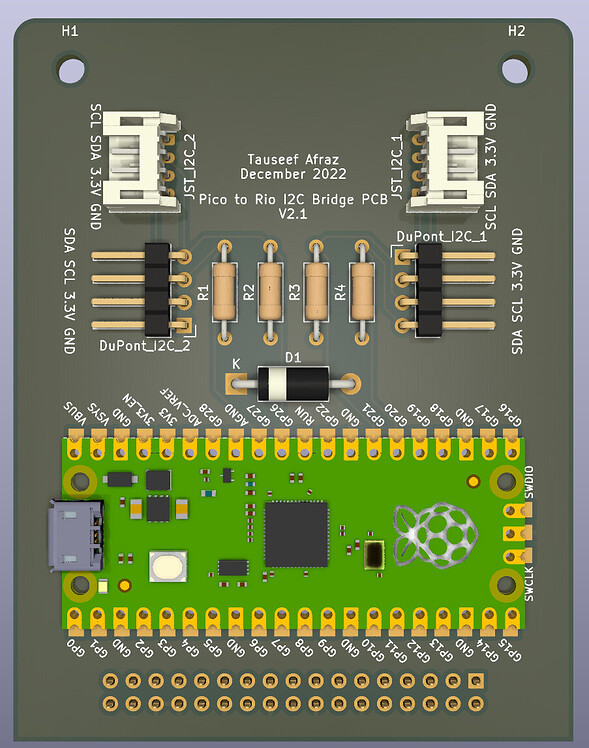 H1
H2
SCL SDA 3.3V GND
JST_I2C_2
JST_I2C_1
SCL SDA 3.3V GND
Tauseef Afraz
December 2022
Pico to Rio I2C Bridge PCB
V2.1
SDA SCL 3.3V GND
DuPont_I2C_1
SDA SCL 3.3V GND
R1
R2
R3
R4
DuPont_I2C_2
K
D1
VBUS
VSYS
GND
3V3_EN
3V3
ADC_VREF
GP28
AGND
GP27
GP26
RUN
GP22
GND
GP21
GP20
GP19
GP18
GND
GP17
GP16
SWDIO
SWCLK
GP0
GP1
GND
GP2
GP3
GP4
GP5
GND
GP6
GP7
GP8
GP9
GND
GP10
GP11
GP12
GP13
GND
GP14
GP15